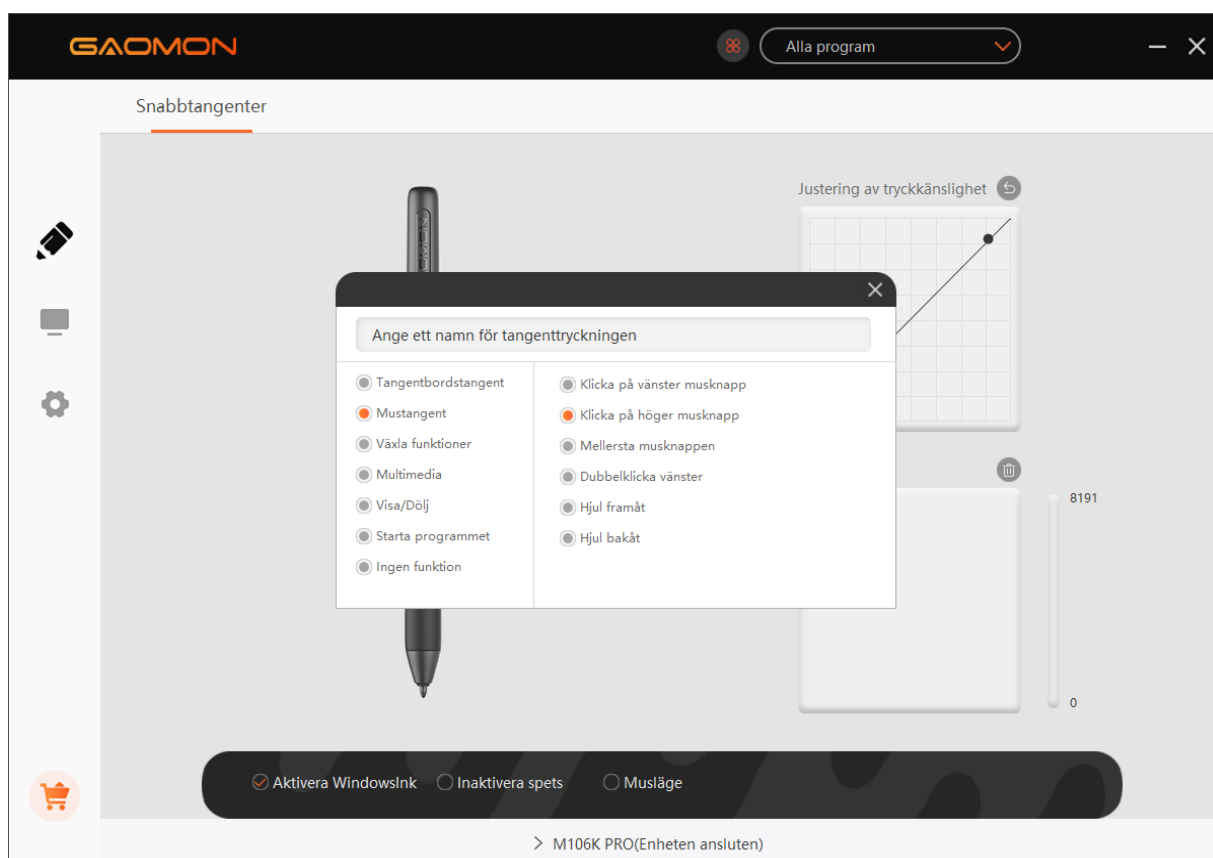 GAOMON
Alla program
Snabbtangenter
Justering av tryckkänslighet
Ange ett namn för tangenttryckningen
Tangentbordstangent
Mustangent
Växla funktioner
Multimedia
Visa/Dölj
Starta programmet
Ingen funktion
Klicka på vänster musknapp
Klicka på höger musknapp
Mellersta musknappen
Dubbelklicka vänster
Hjul framåt
Hjul bakåt
8191
0
Aktivera WindowsInk
Inaktivera spets
Musläge
M106K PRO(Enheten ansluten)